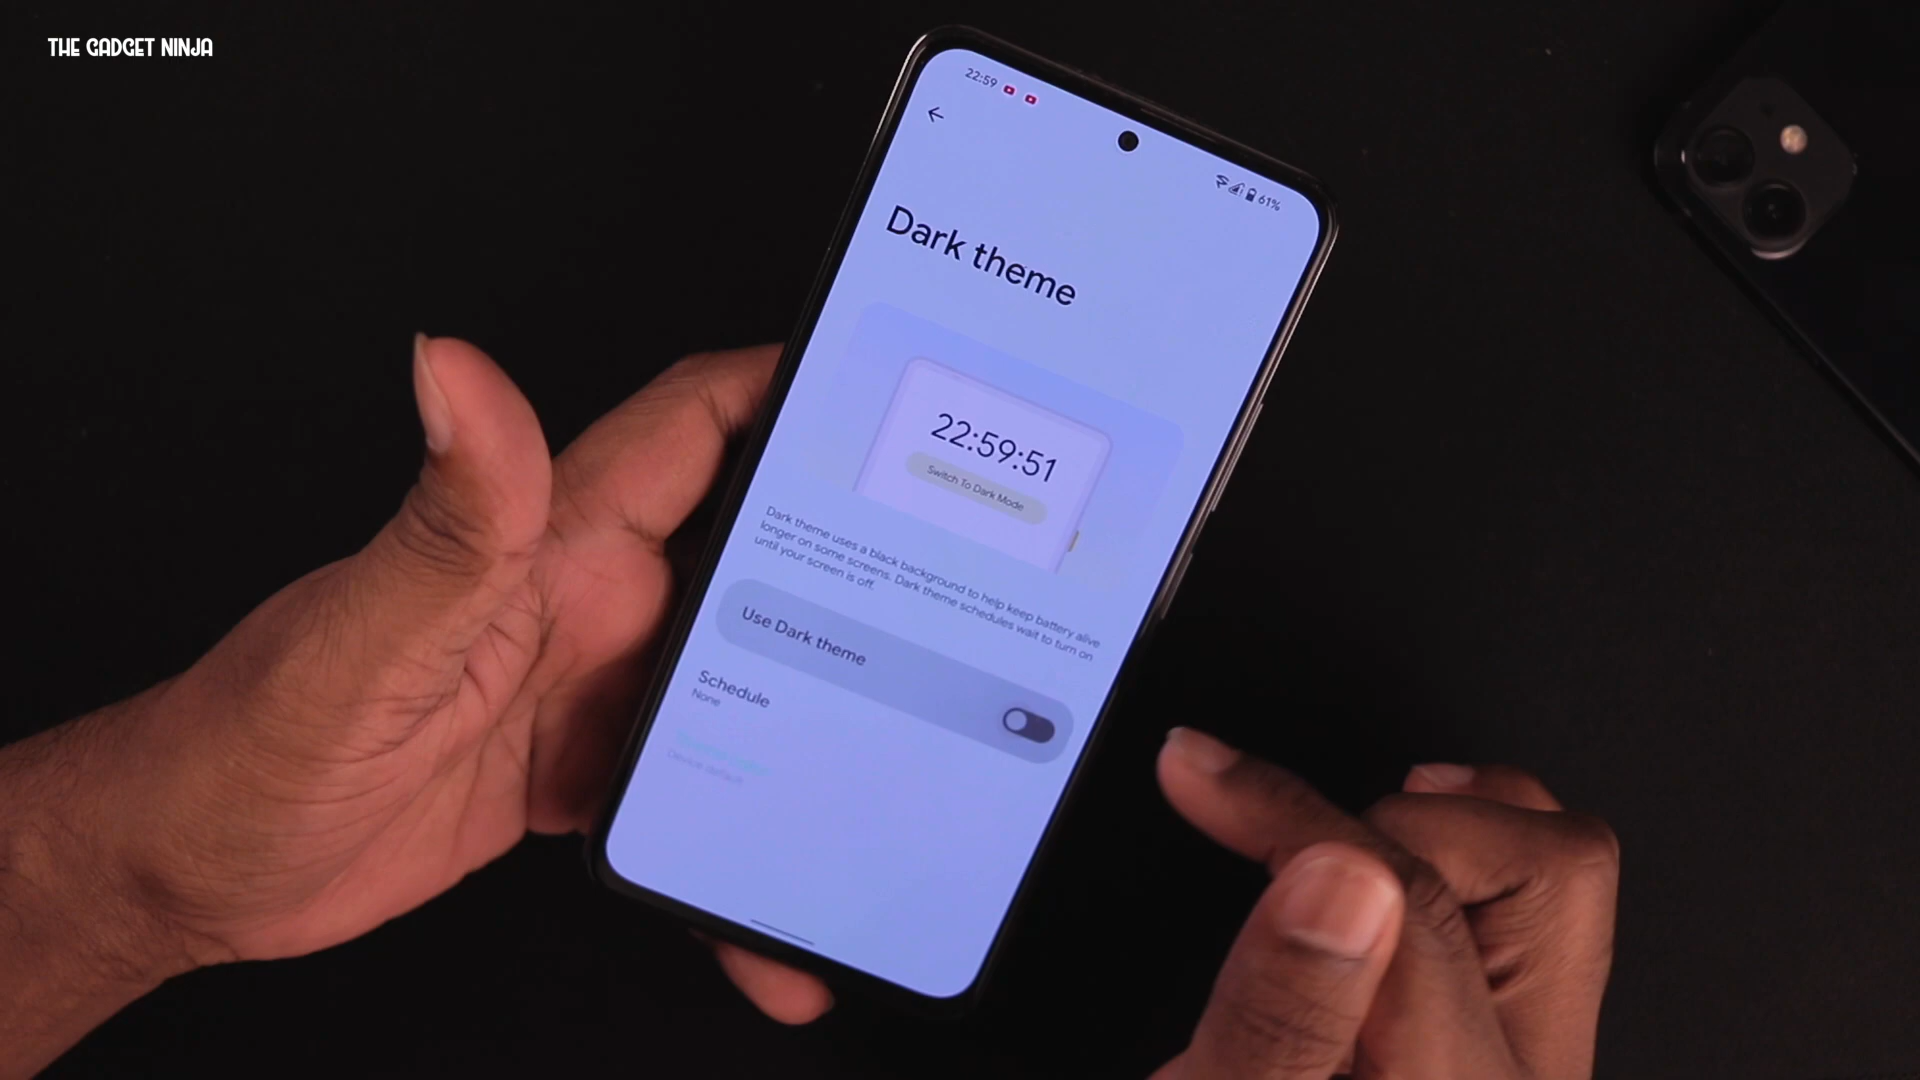 THE GADGET NINJA
22:59
61%
Dark theme
22:59:51
Switch To Dark Mode
Dark theme uses a black background to help keep battery alive
longer on some screens. Dark theme schedules wait to turn on
until your screen is off.
Use Dark theme
Schedule
None
Device default